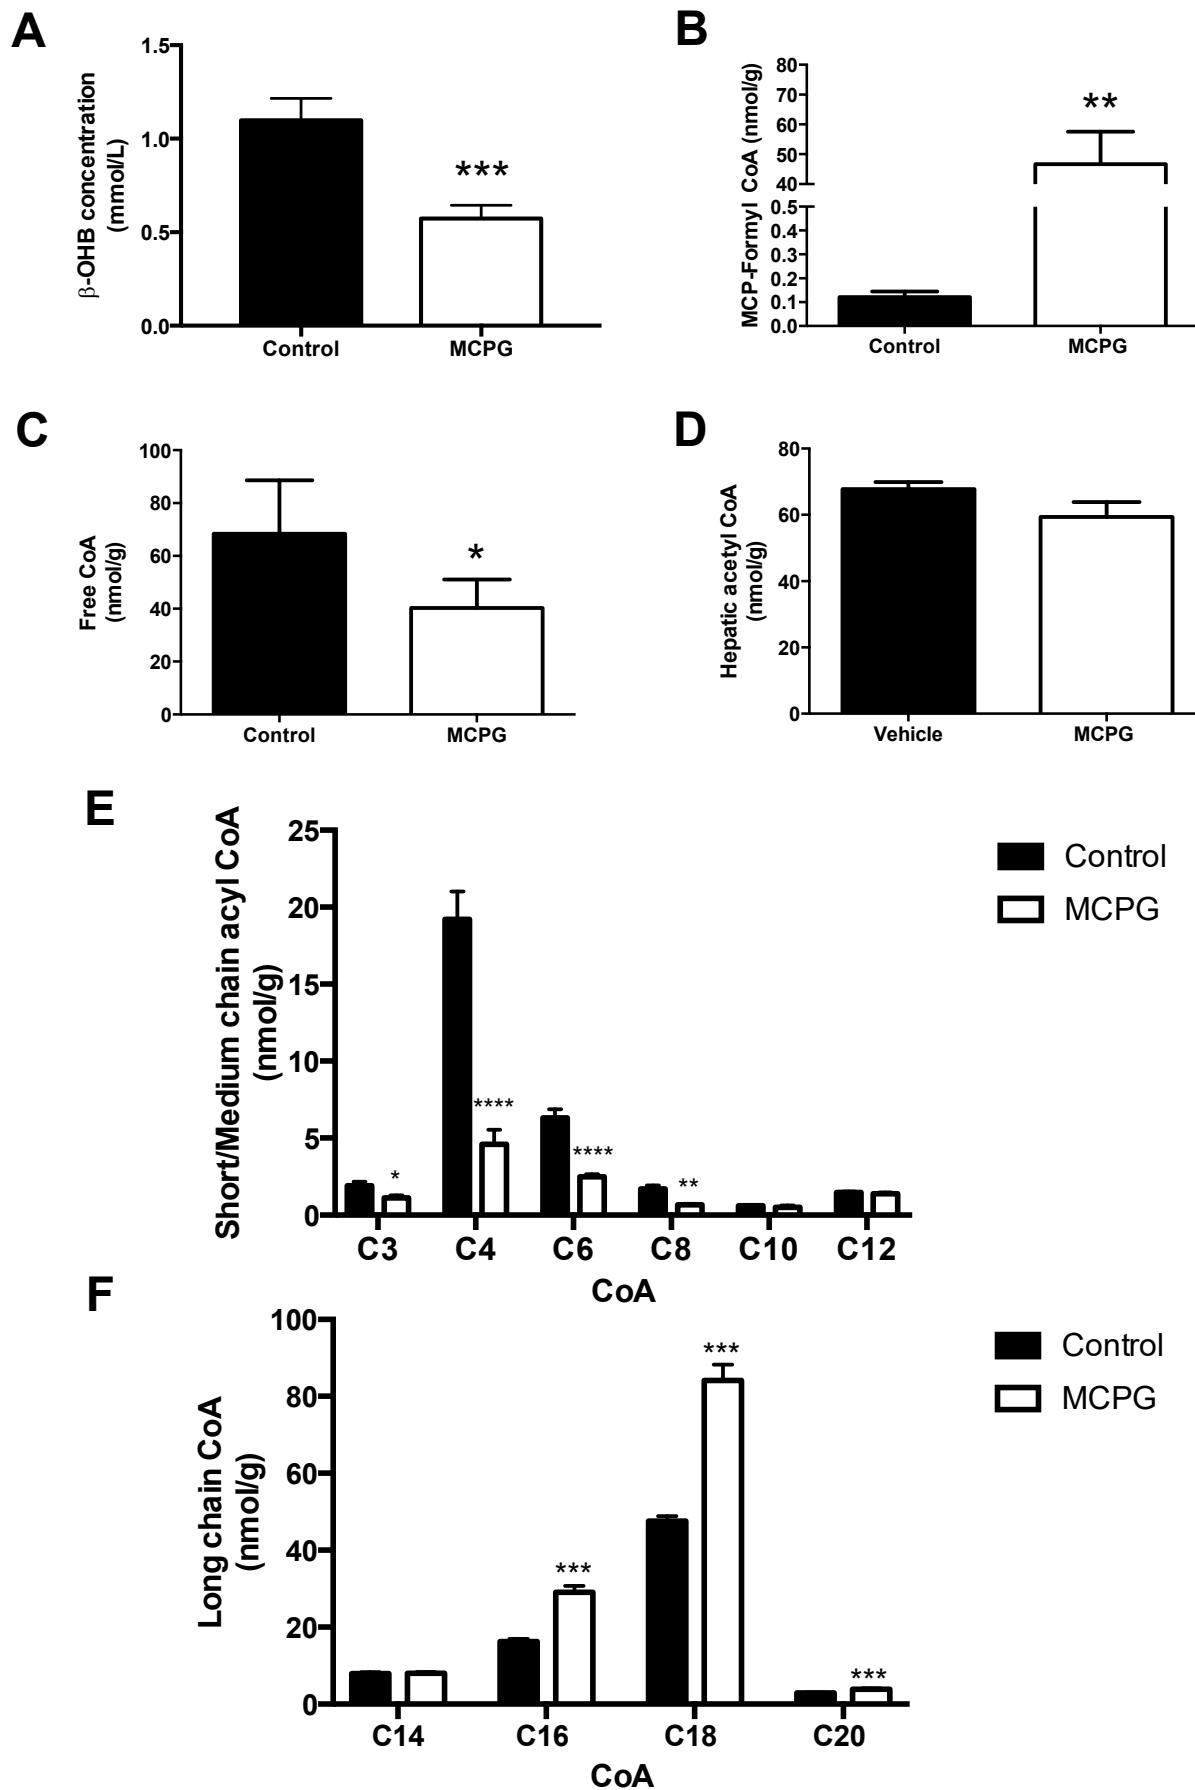 A
β-OHB concentration
(mmol/L)
1.5
1.0
0.5
0.0
***
Control
MCPG
B
MCP-Formyl CoA (nmol/g)
80
70
60
50
40
0.5
0.4
0.3
0.2
0.1
0.0
**
Control
MCPG
C
Free CoA
(nmol/g)
100
80
60
40
20
0
*
Control
MCPG
D
Hepatic acetyl CoA
(nmol/g)
80
60
40
20
0
Vehicle
MCPG
E
Short/Medium chain acyl CoA
(nmol/g)
25
20
15
10
5
0
*
****
****
**
C3
C4
C6
C8
C10
C12
CoA
Control
MCPG
F
Long chain CoA
(nmol/g)
100
80
60
40
20
0
***
***
***
C14
C16
C18
C20
CoA
Control
MCPG